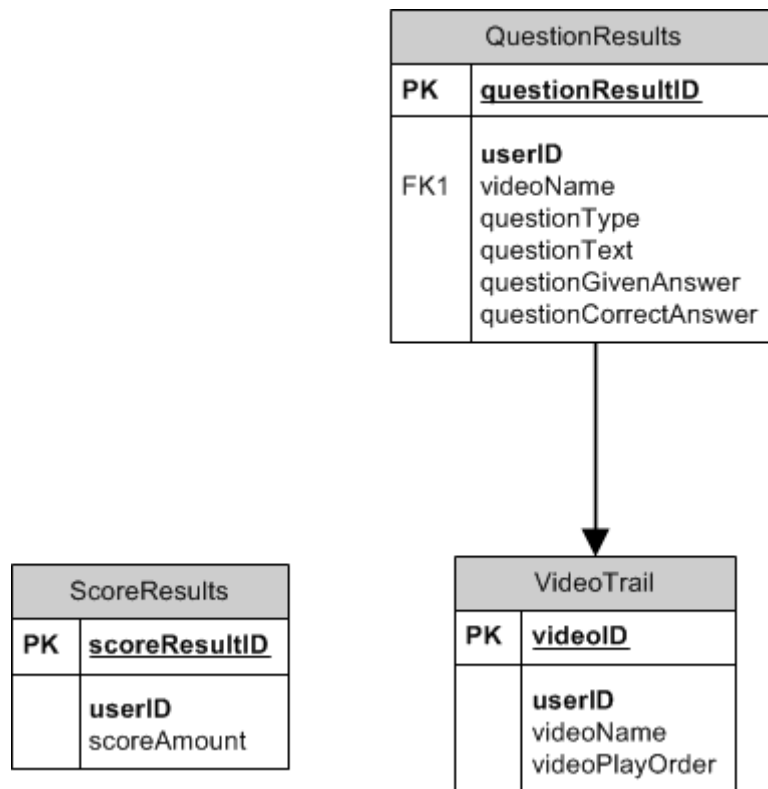 QuestionResults
PK questionResultID
userID
FK1 videoName
questionType
questionText
questionGivenAnswer
questionCorrectAnswer
ScoreResults
PK scoreResultID
userID
scoreAmount
VideoTrail
PK videoID
userID
videoName
videoPlayOrder